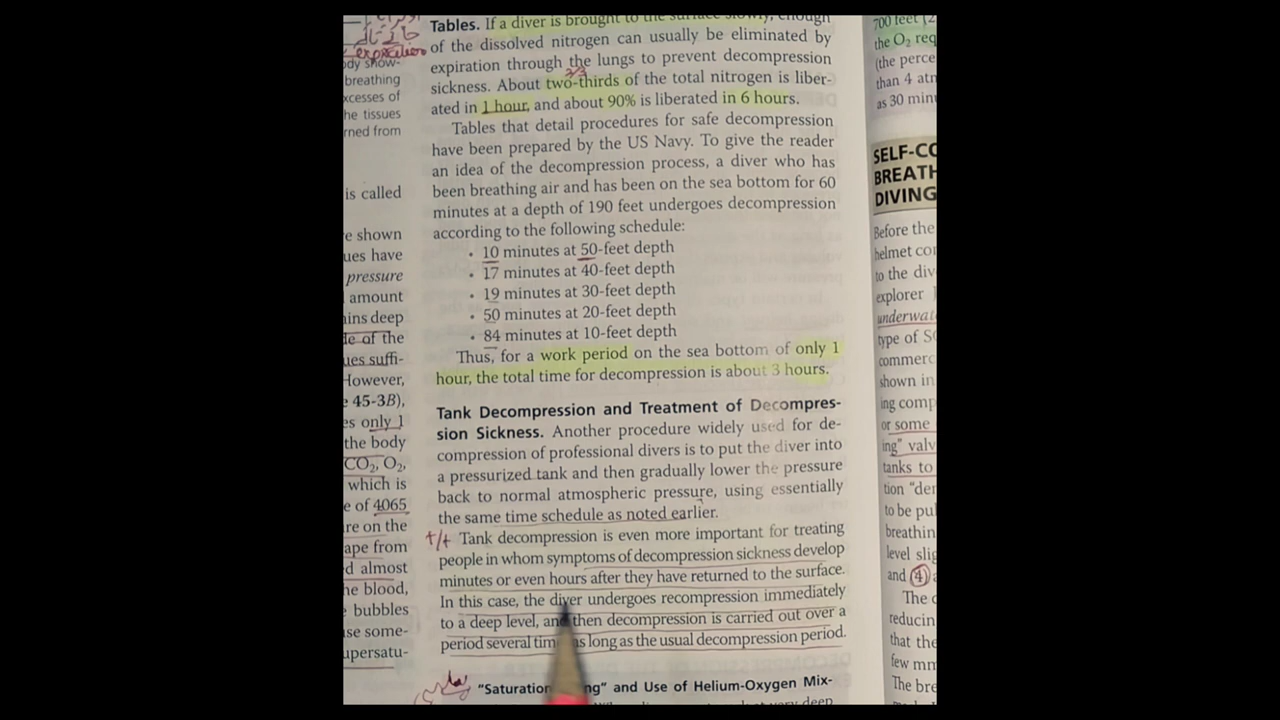 expiration
dy show-
breathing
xcesses of
he tissues
rned from
is called
e shown
ues have
pressure
amount
ins deep
le of the
ues suffi-
However,
45-3B),
es only 1
the body
CO₂, O₂,
which is
e of 4065
re on the
ape from
d almost
he blood,
bubbles
use some-
upersatu-
Tables. If a diver is brought to the surface slowly, enough
of the dissolved nitrogen can usually be eliminated by
expiration through the lungs to prevent decompression
2/3
sickness. About two-thirds of the total nitrogen is liber-
ated in 1 hour, and about 90% is liberated in 6 hours.
Tables that detail procedures for safe decompression
have been prepared by the US Navy. To give the reader
an idea of the decompression process, a diver who has
been breathing air and has been on the sea bottom for 60
minutes at a depth of 190 feet undergoes decompression
according to the following schedule:
• 10 minutes at 50-feet depth
• 17 minutes at 40-feet depth
• 19 minutes at 30-feet depth
• 50 minutes at 20-feet depth
• 84 minutes at 10-feet depth
Thus, for a work period on the sea bottom of only 1
hour, the total time for decompression is about 3 hours.
Tank Decompression and Treatment of Decompres-
sion Sickness. Another procedure widely used for de-
compression of professional divers is to put the diver into
a pressurized tank and then gradually lower the pressure
back to normal atmospheric pressure, using essentially
the same time schedule as noted earlier.
Tank decompression is even more important for treating
people in whom symptoms of decompression sickness develop
minutes or even hours after they have returned to the surface.
In this case, the diver undergoes recompression immediately
to a deep level, and then decompression is carried out over a
period several tim as long as the usual decompression period.
"Saturation ng" and Use of Helium-Oxygen Mix-
very deep
700 feet
the O₂ req
(the perce
than 4 atn
as 30 min
SELF-CO
BREATH
DIVING
Before the
helmet cor
to the div
explorer
underwate
type of S
commerc
shown in
ing comp
or some
ing" valv
tanks to
tion "der
to be pul
breathin
level slig
and 4
The c
reducin
that the
few mm
The bre